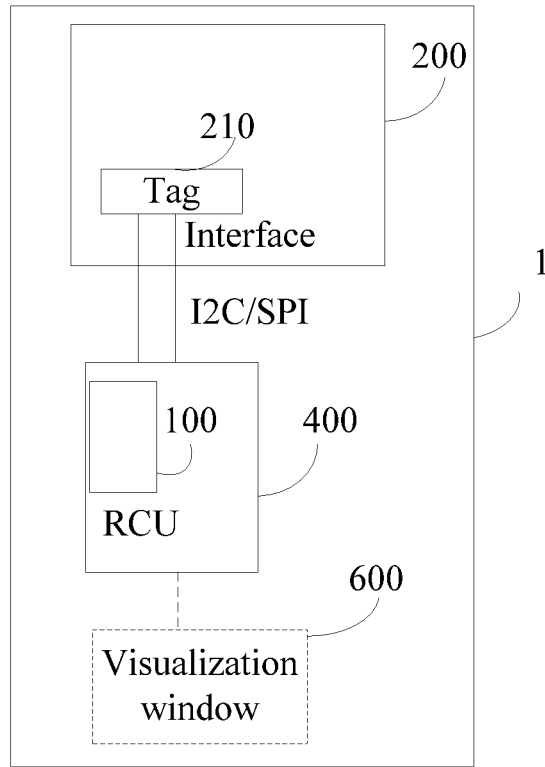 200
210
Tag
Interface
1
I2C/SPI
100
400
RCU
600
Visualization
window